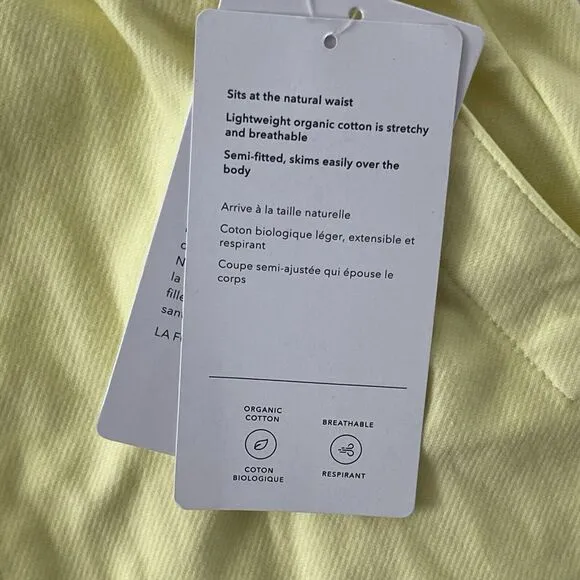 Sits at the natural waist
Lightweight organic cotton is stretchy
and breathable
Semi-fitted, skims easily over the
body
Arrive à la taille naturelle
Coton biologique léger, extensible et
respirant
Coupe semi-ajustée qui épouse le
corps
la
LA
ORGANIC
COTTON
BREATHABLE
COTON
BIOLOGIQUE
RESPIRANT